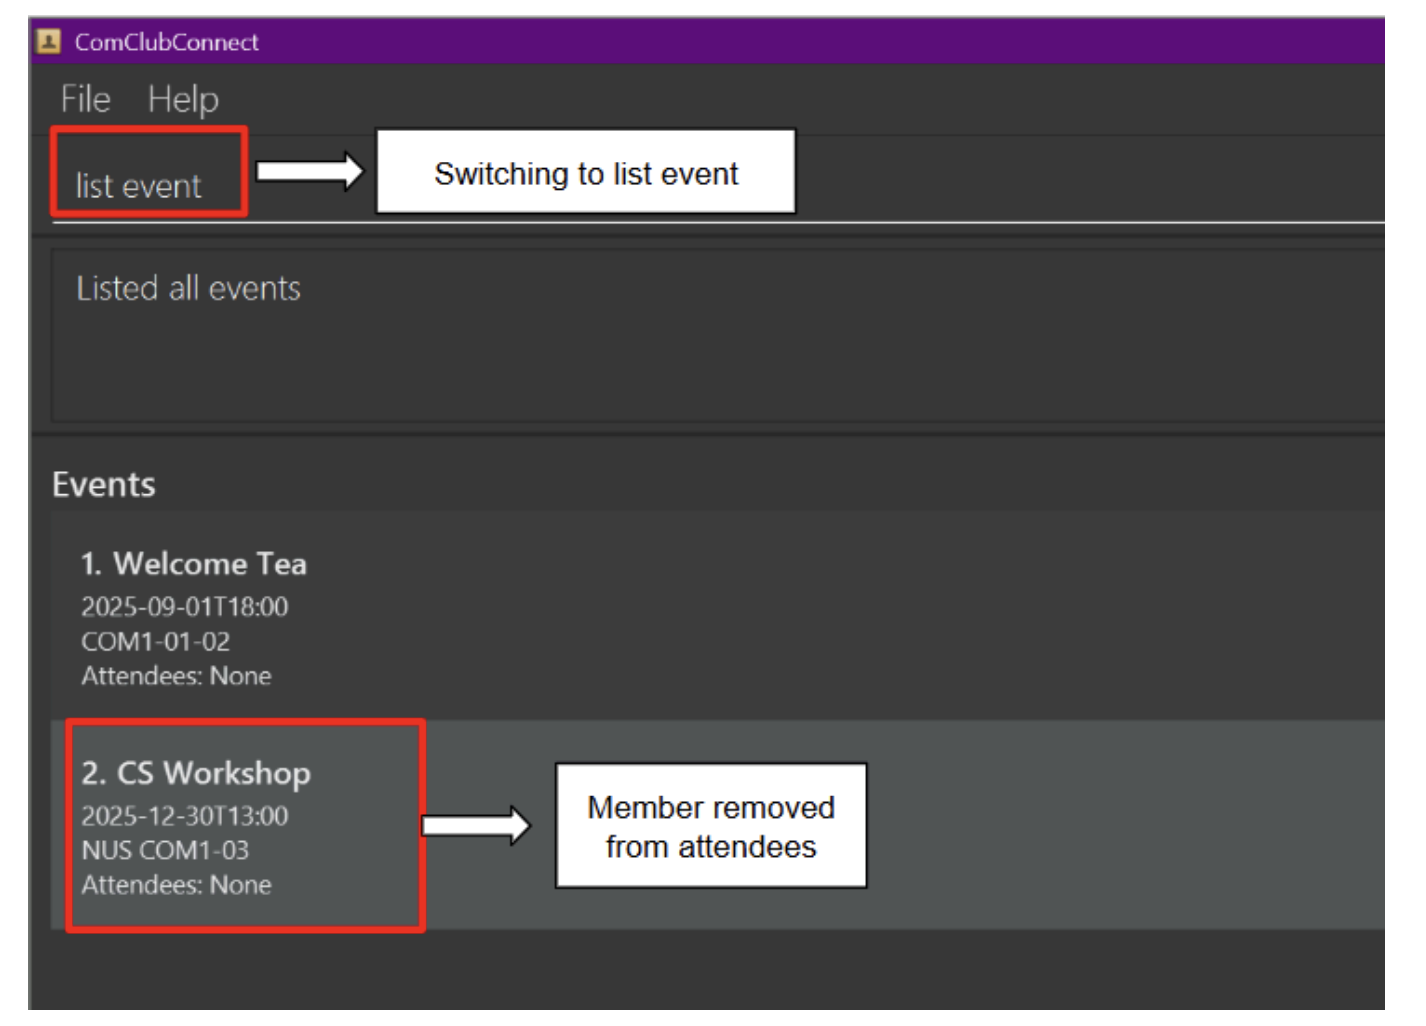 ComClubConnect
File Help
list event
Switching to list event
Listed all events
Events
1. Welcome Tea
2025-09-01T18:00
COM1-01-02
Attendees: None
2. CS Workshop
2025-12-30T13:00
NUS COM1-03
Attendees: None
Member removed
from attendees